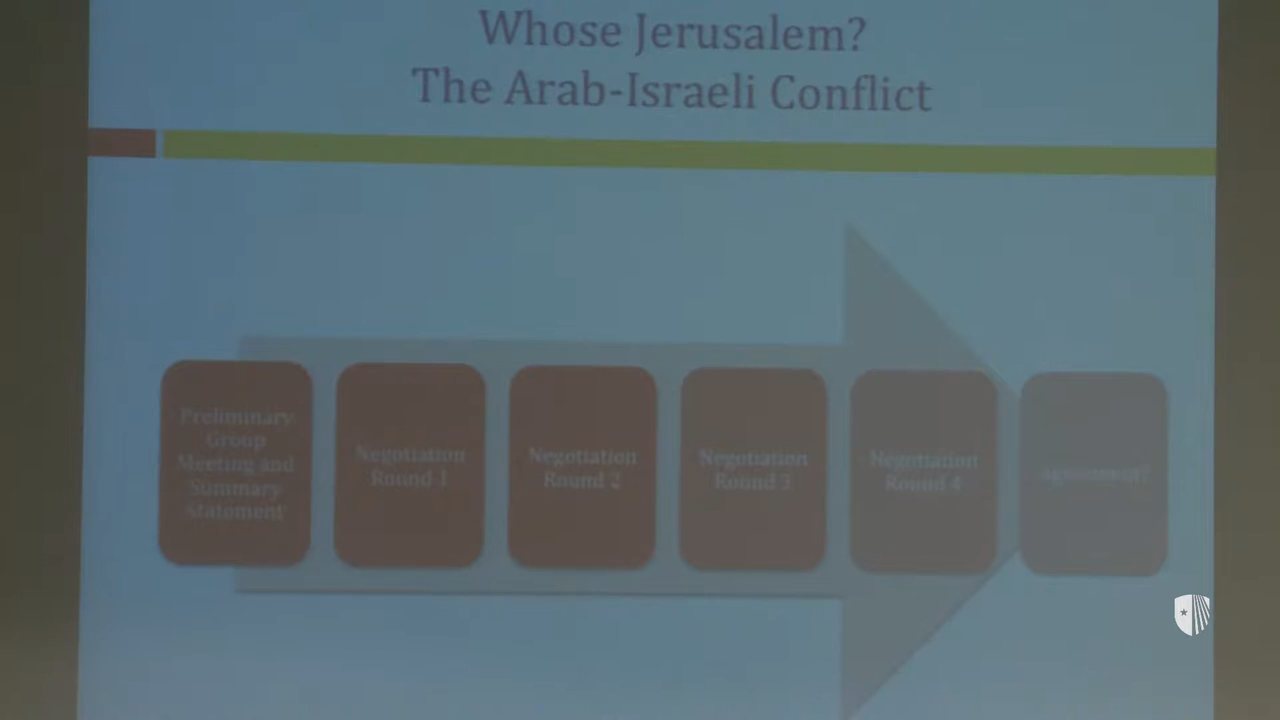 Whose Jerusalem?
The Arab-Israeli Conflict
Preliminary
Group
Meeting and
Summary
Statement
Negotiation
Round 1
Negotiation
Round 2
Negotiation
Round 3
Negotiation
Round 4
Agreement?